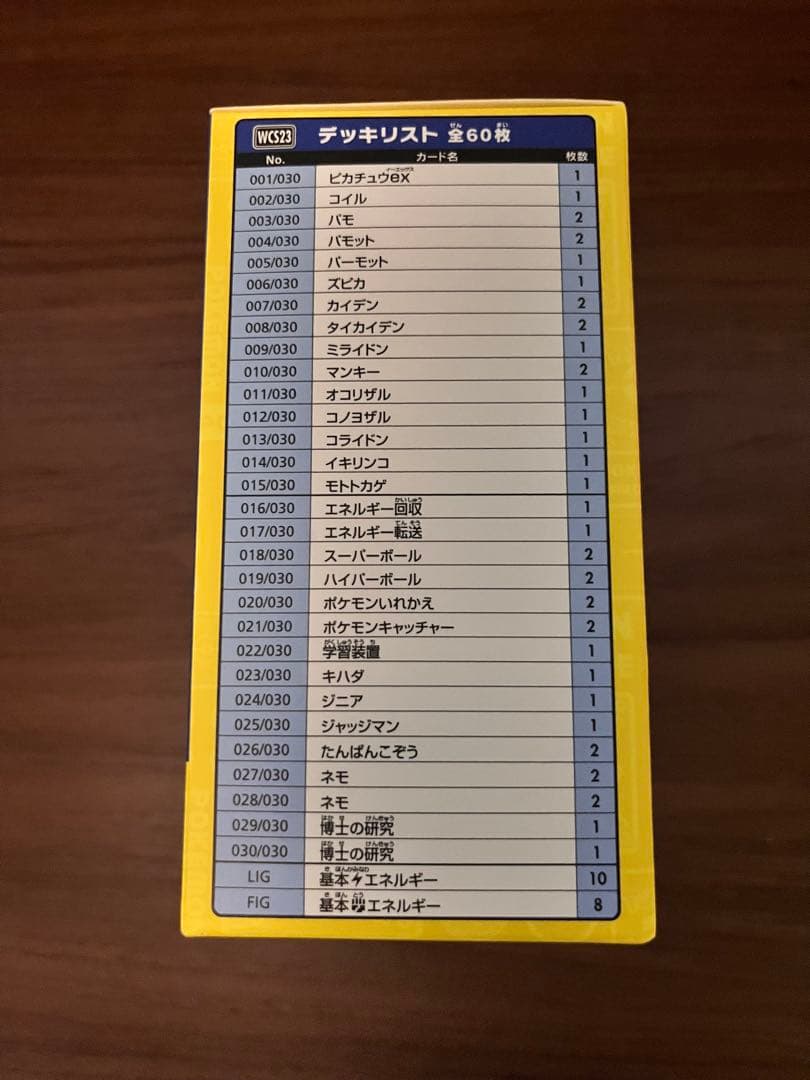 WCS23 デッキリスト 全60枚
No. カード名 枚数
001/030 ピカチュウex 1
002/030 コイル 1
003/030 パモ 2
004/030 パモット 2
005/030 パーモット 1
006/030 ズピカ 1
007/030 カイデン 2
008/030 タイカイデン 2
009/030 ミライドン 1
010/030 マンキー 2
011/030 オコリザル 1
012/030 コノヨザル 1
013/030 コライドン 1
014/030 イキリンコ 1
015/030 モトトカゲ 1
016/030 エネルギー回収 1
017/030 エネルギー転送 1
018/030 スーパーボール 2
019/030 ハイパーボール 2
020/030 ポケモンいれかえ 2
021/030 ポケモンキャッチャー 2
022/030 学習装置 1
023/030 キハダ 1
024/030 ジニア 1
025/030 ジャッジマン 1
026/030 たんぱんこぞう 2
027/030 ネモ 2
028/030 ネモ 2
029/030 博士の研究 1
030/030 博士の研究 1
LIG 基本エネルギー 10
FIG 基本エネルギー 8